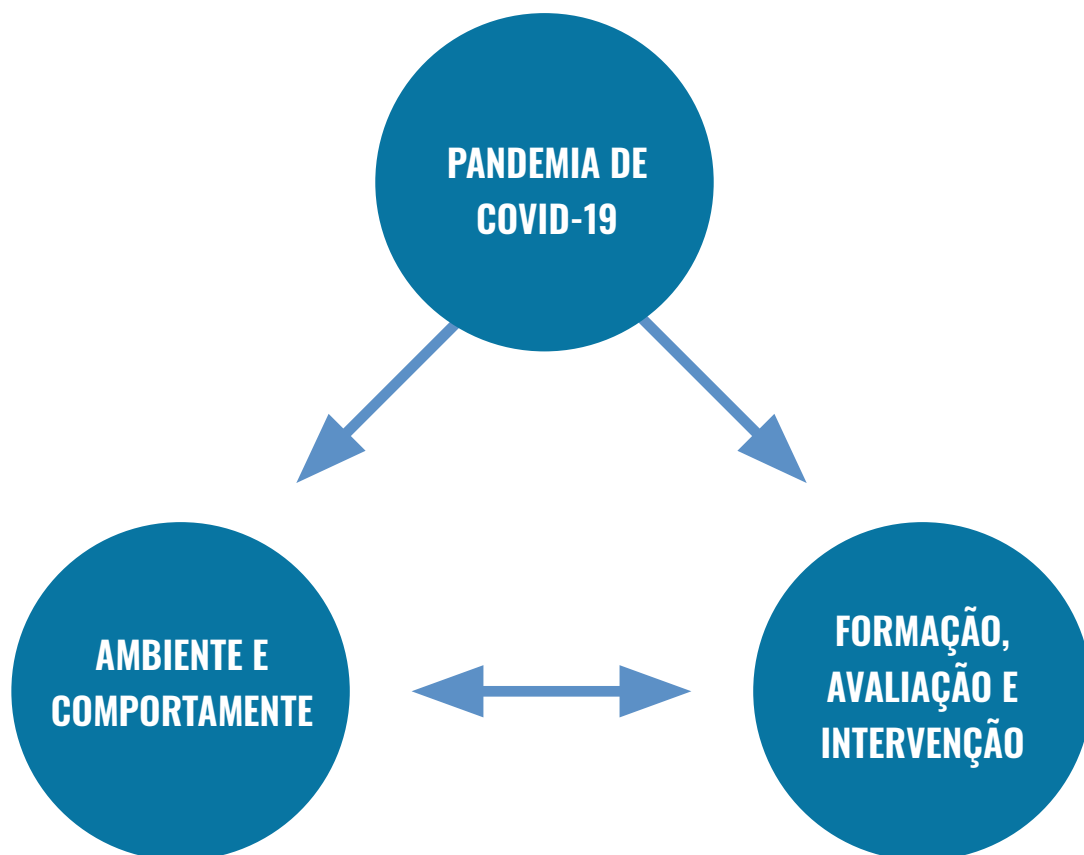 PANDEMIA DE
COVID-19
AMBIENTE E
COMPORTAMENTE
FORMAÇÃO,
AVALIAÇÃO E
INTERVENÇÃO